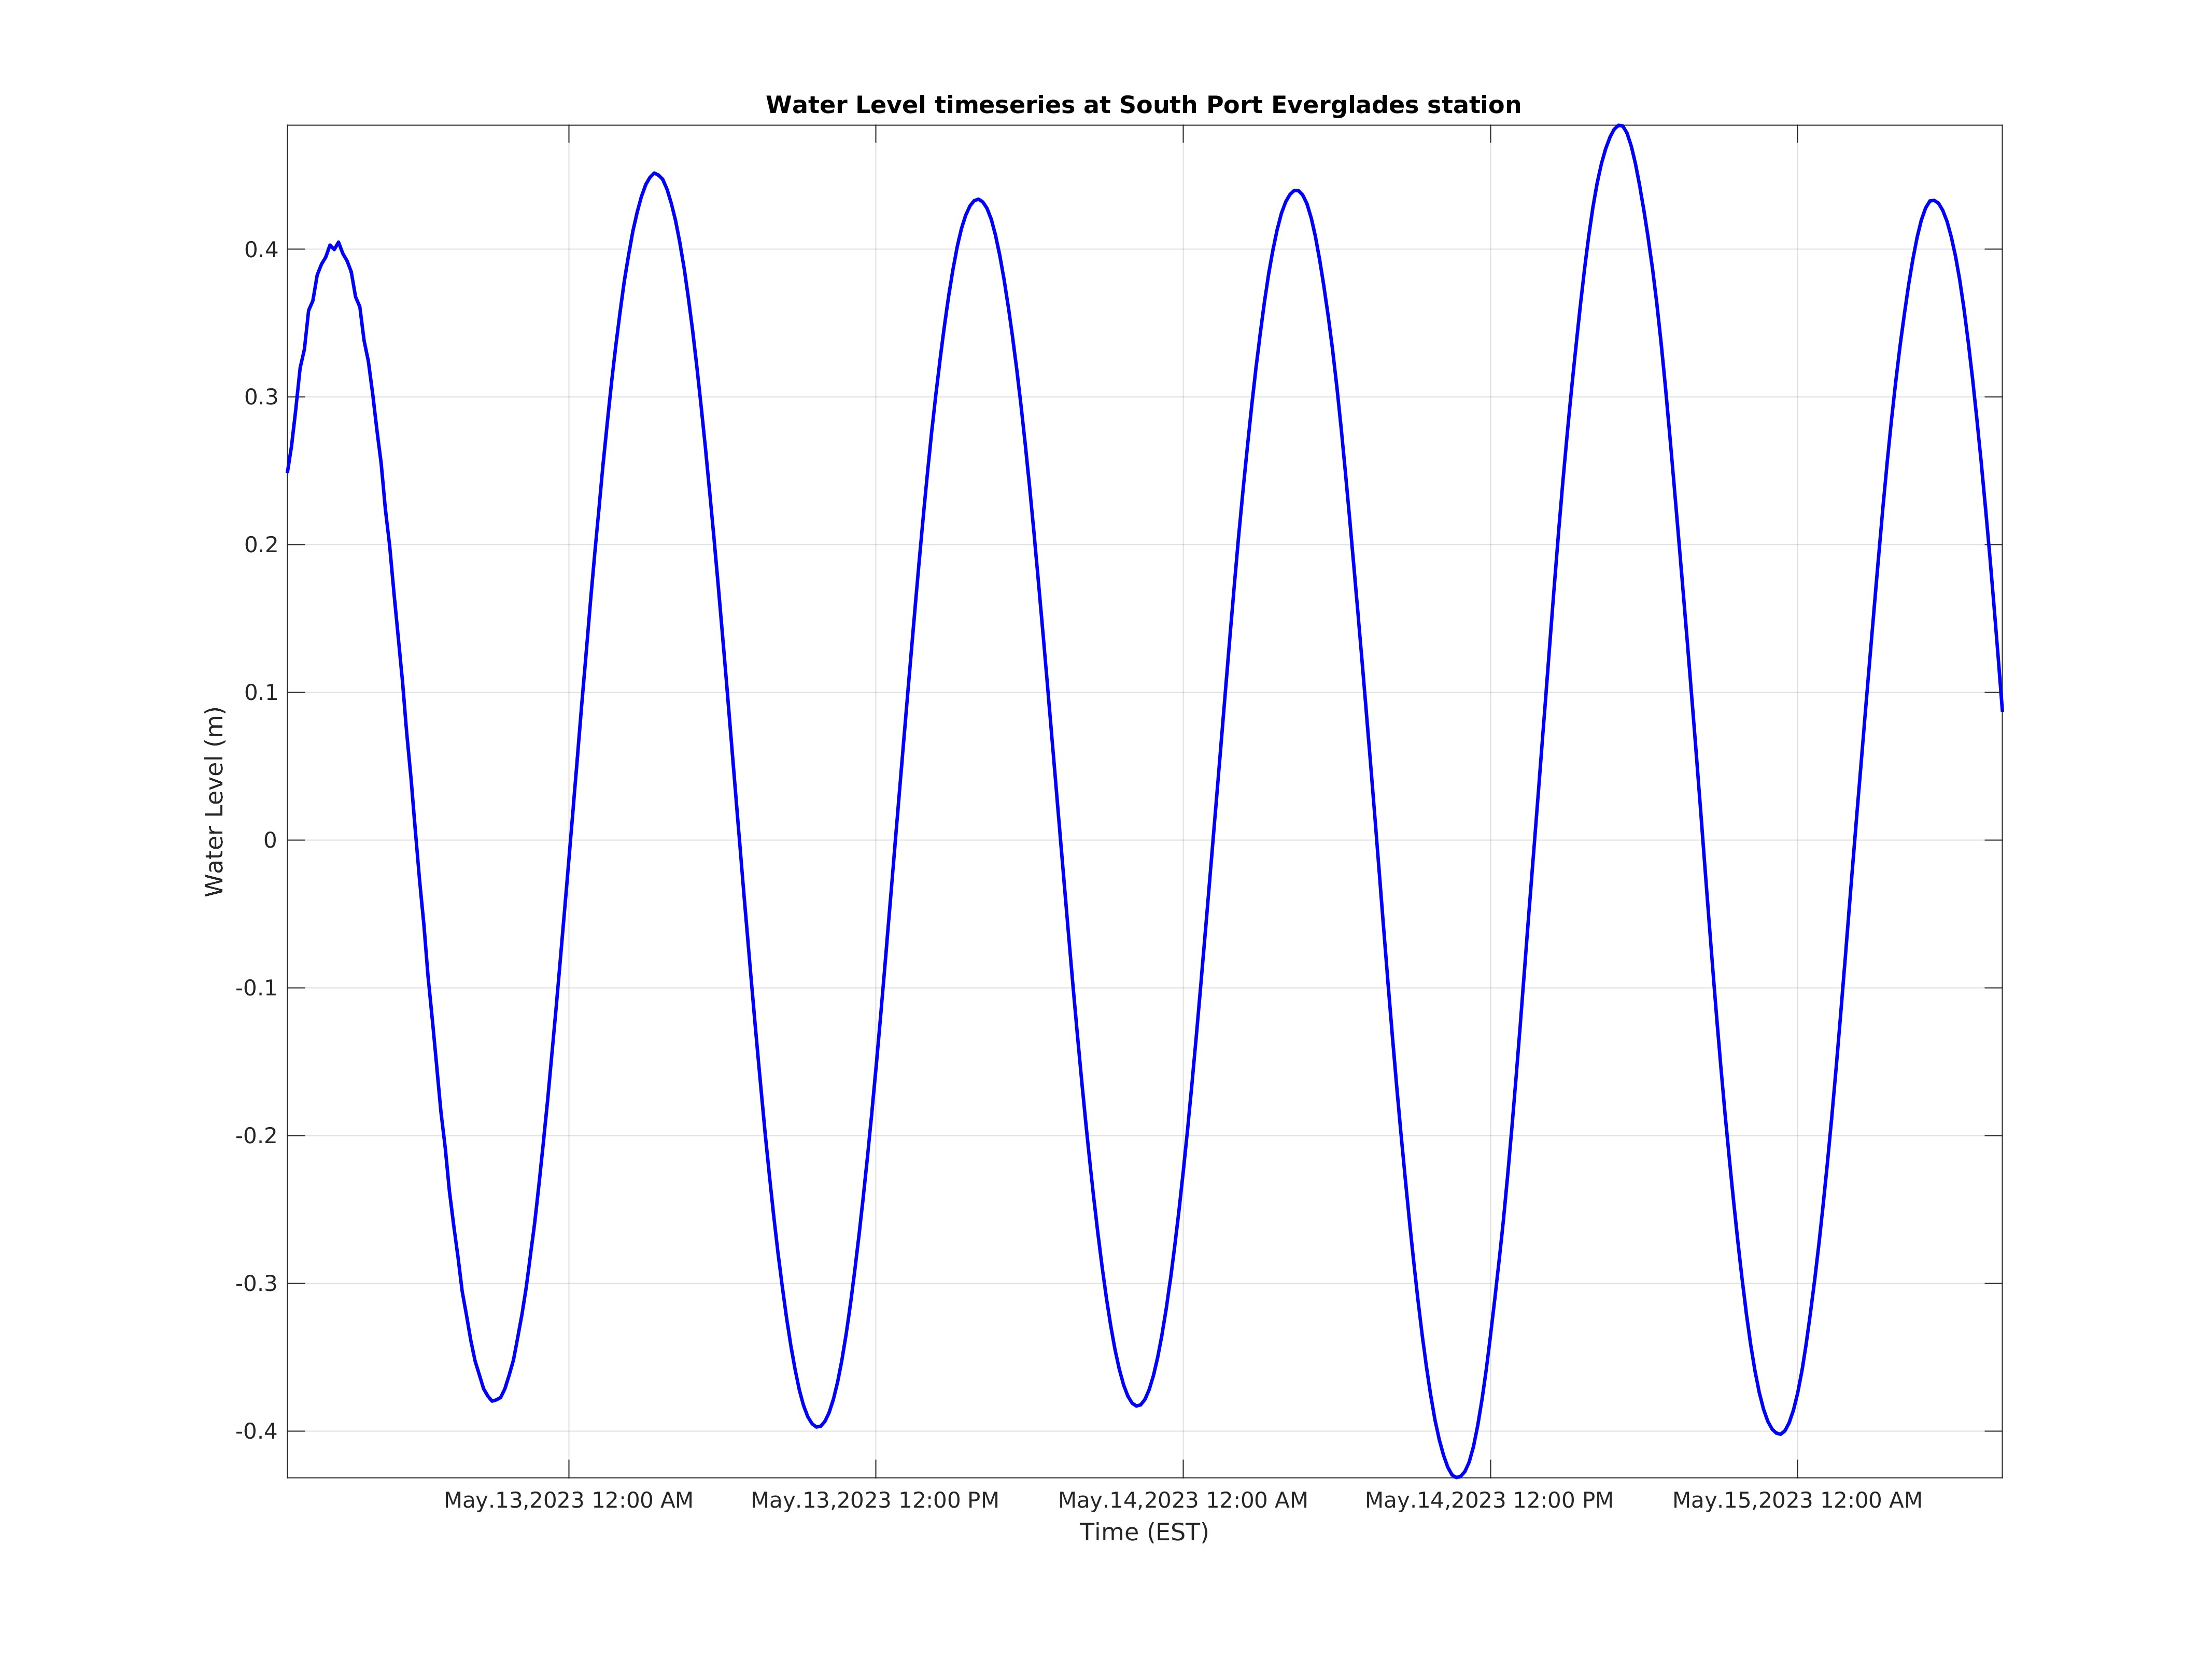 Water Level timeseries at South Port Everglades station
0.4
0.3
0.2
0.1
0
-0.1
-0.2
-0.3
-0.4
Water Level (m)
May.13,2023 12:00 AM
May.13,2023 12:00 PM
May.14,2023 12:00 AM
May.14,2023 12:00 PM
May.15,2023 12:00 AM
Time (EST)